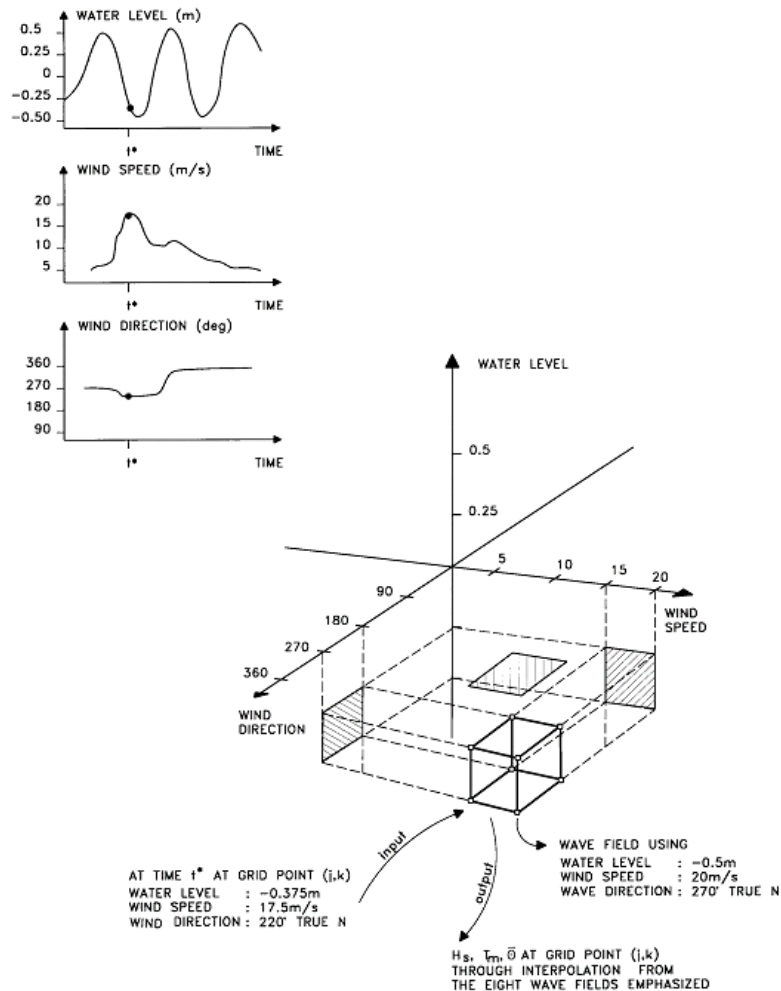 WATER LEVEL (m)
0.5
0.25
0
-0.25
-0.50
t*
TIME
WIND SPEED (m/s)
20
15
10
5
t*
TIME
WIND DIRECTION (deg)
360
270
180
90
t*
TIME
WATER LEVEL
0.5
0.25
5
10
15
20
WIND
SPEED
90
180
270
360
WIND
DIRECTION
input
output
AT TIME t* AT GRID POINT (j,k)
WATER LEVEL : -0.375m
WIND SPEED : 17.5m/s
WIND DIRECTION : 220° TRUE N
WAVE FIELD USING
WATER LEVEL : -0.5m
WIND SPEED : 20m/s
WAVE DIRECTION : 270° TRUE N
Hs, Tm, Θ̄ AT GRID POINT (j,k)
THROUGH INTERPOLATION FROM
THE EIGHT WAVE FIELDS EMPHASIZED